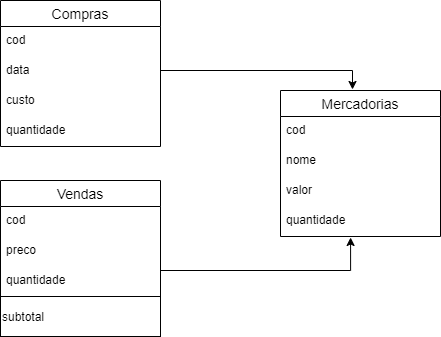 Compras
cod
data
custo
quantidade
Mercadorias
cod
nome
valor
quantidade
Vendas
cod
preco
quantidade
subtotal